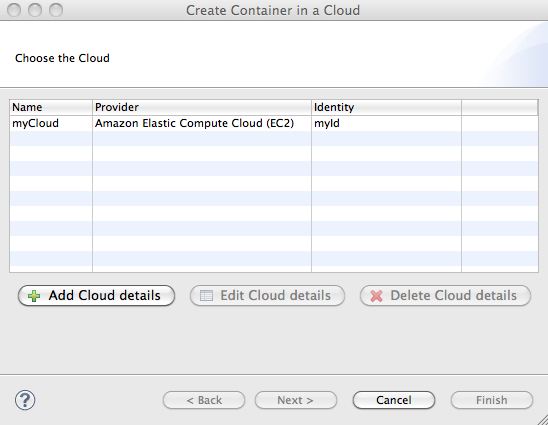 Create Container in a Cloud
Choose the Cloud
Name Provider Identity
myCloud Amazon Elastic Compute Cloud (EC2) myId
Add Cloud details Edit Cloud details Delete Cloud details
? < Back Next > Cancel Finish